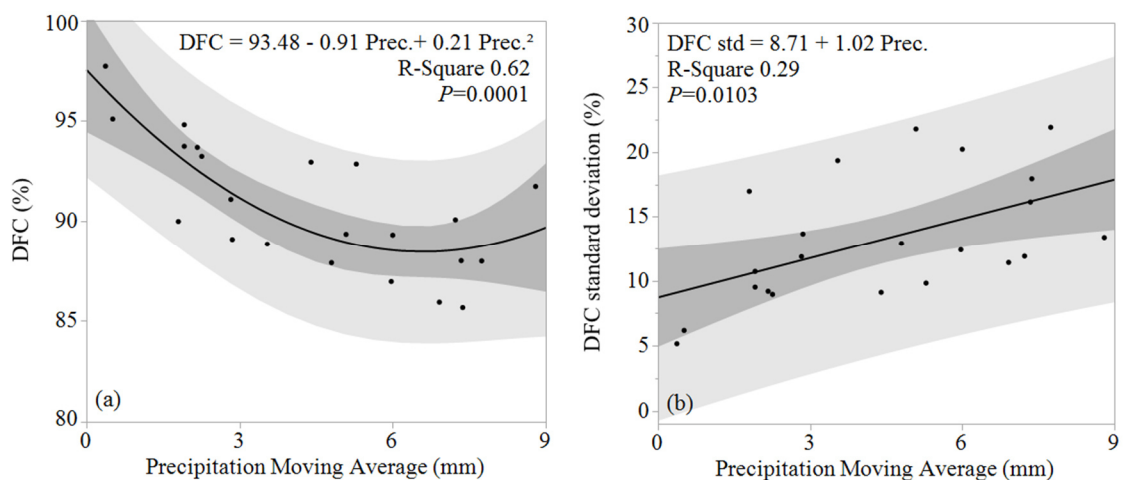 DFC = 93.48 - 0.91 Prec.+ 0.21 Prec.²
R-Square 0.62
P=0.0001
100
95
90
85
80
DFC (%)
(a)
0 3 6 9
Precipitation Moving Average (mm)
DFC std = 8.71 + 1.02 Prec.
R-Square 0.29
P=0.0103
30
25
20
15
10
5
0
DFC standard deviation (%)
(b)
0 3 6 9
Precipitation Moving Average (mm)